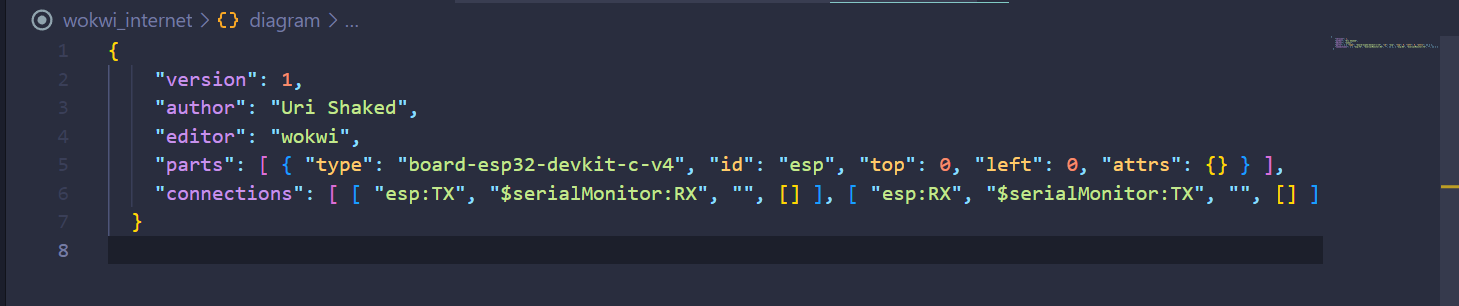 wokwi_internet > {} diagram > ...
1 {
2 "version": 1,
3 "author": "Uri Shaked",
4 "editor": "wokwi",
5 "parts": [ { "type": "board-esp32-devkit-c-v4", "id": "esp", "top": 0, "left": 0, "attrs": {} } ],
6 "connections": [ [ "esp:TX", "$serialMonitor:RX", "", [] ], [ "esp:RX", "$serialMonitor:TX", "", [] ]
7 }
8